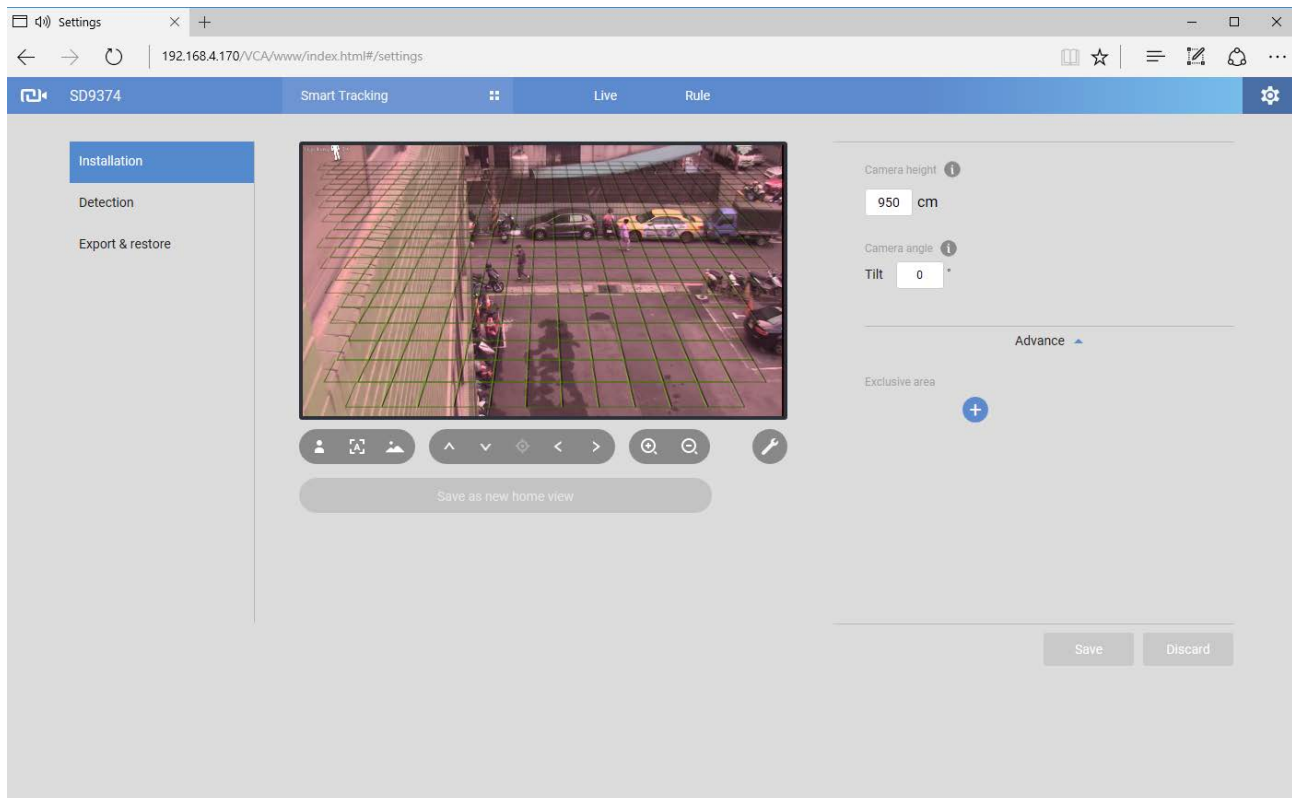 Settings
192.168.4.170/VCA/www/index.html#/settings
SD9374
Smart Tracking
Live
Rule
Installation
Detection
Export & restore
Camera height
950 cm
Camera angle
Tilt 0 °
Advance
Exclusive area
Save as new home view
Save
Discard